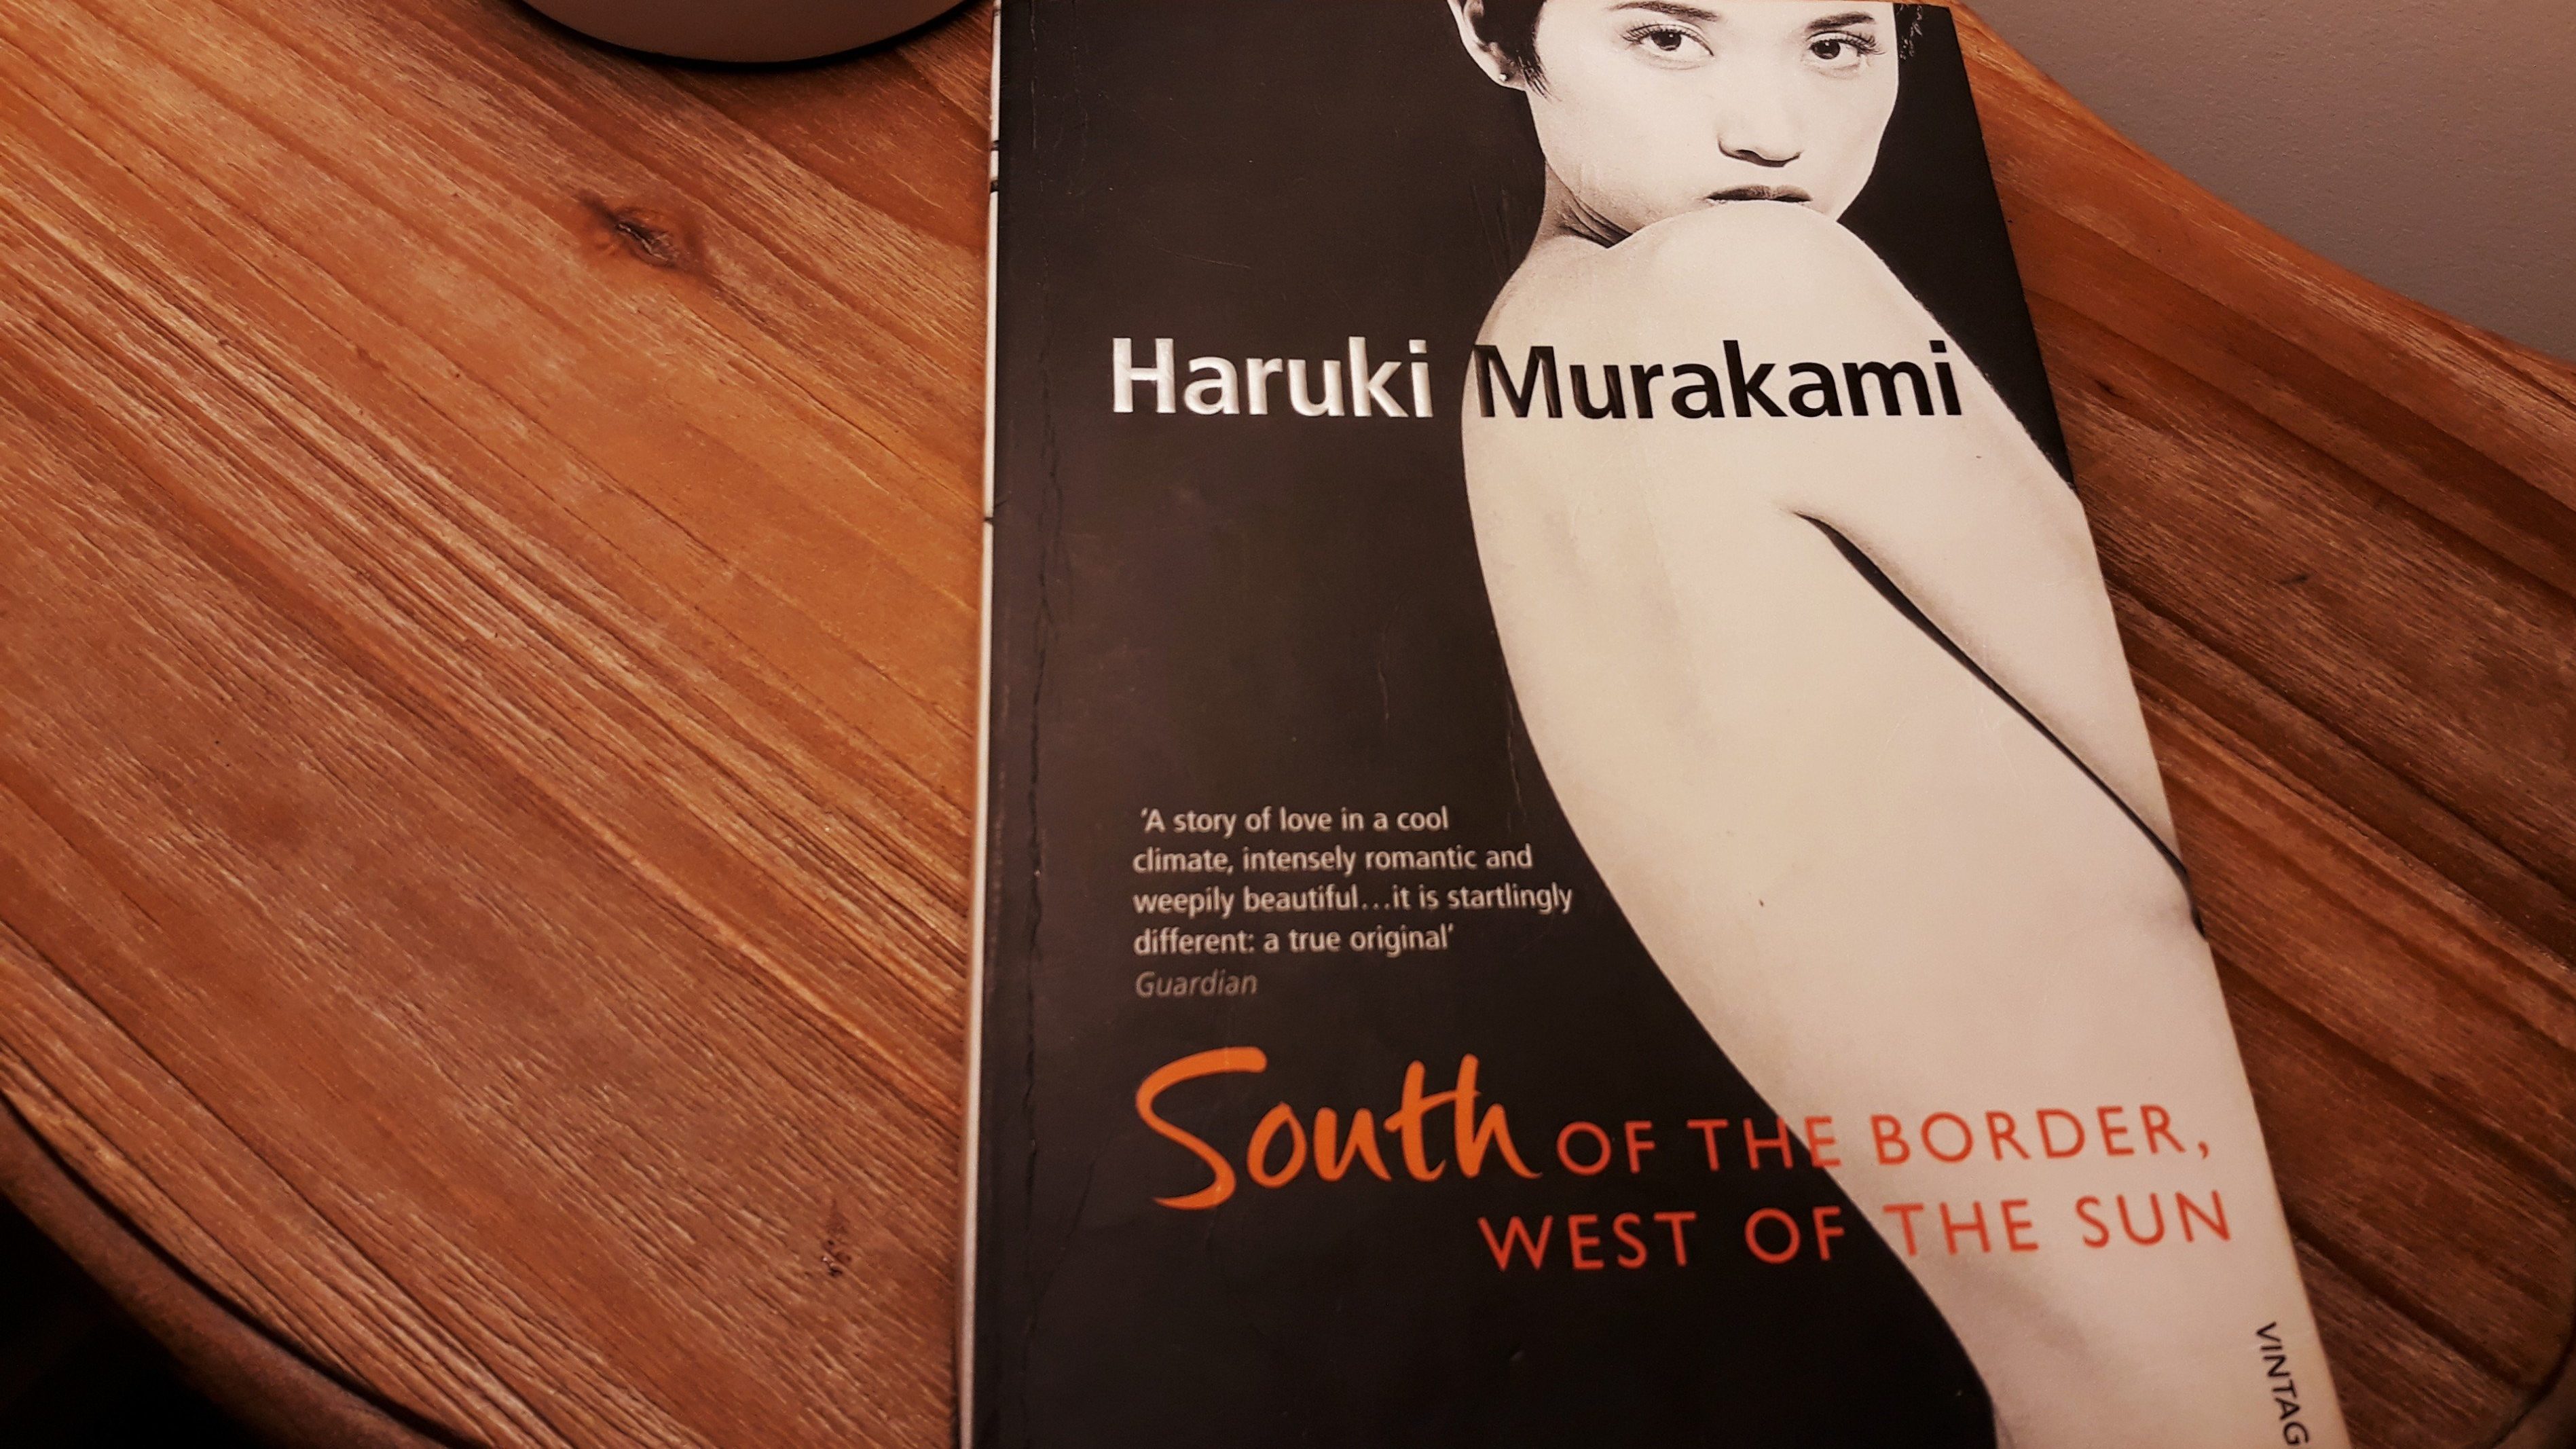 Haruki Murakami
‘A story of love in a cool
climate, intensely romantic and
weepily beautiful...it is startlingly
different: a true original’
Guardian
South OF THE BORDER,
WEST OF THE SUN
VINTAG